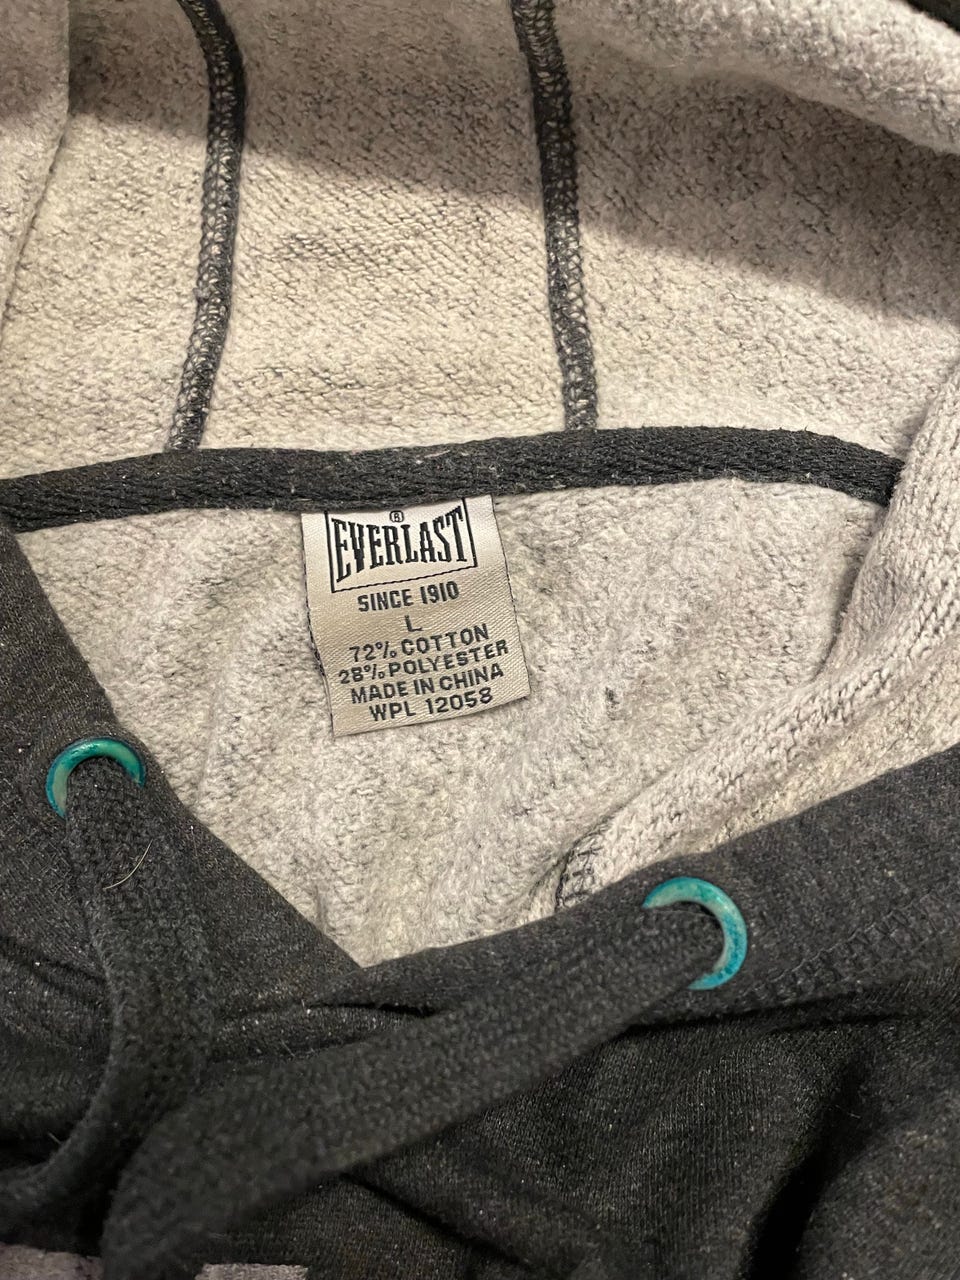 ®
EVERLAST
SINCE 1910
L
72% COTTON
28% POLYESTER
MADE IN CHINA
WPL 12058